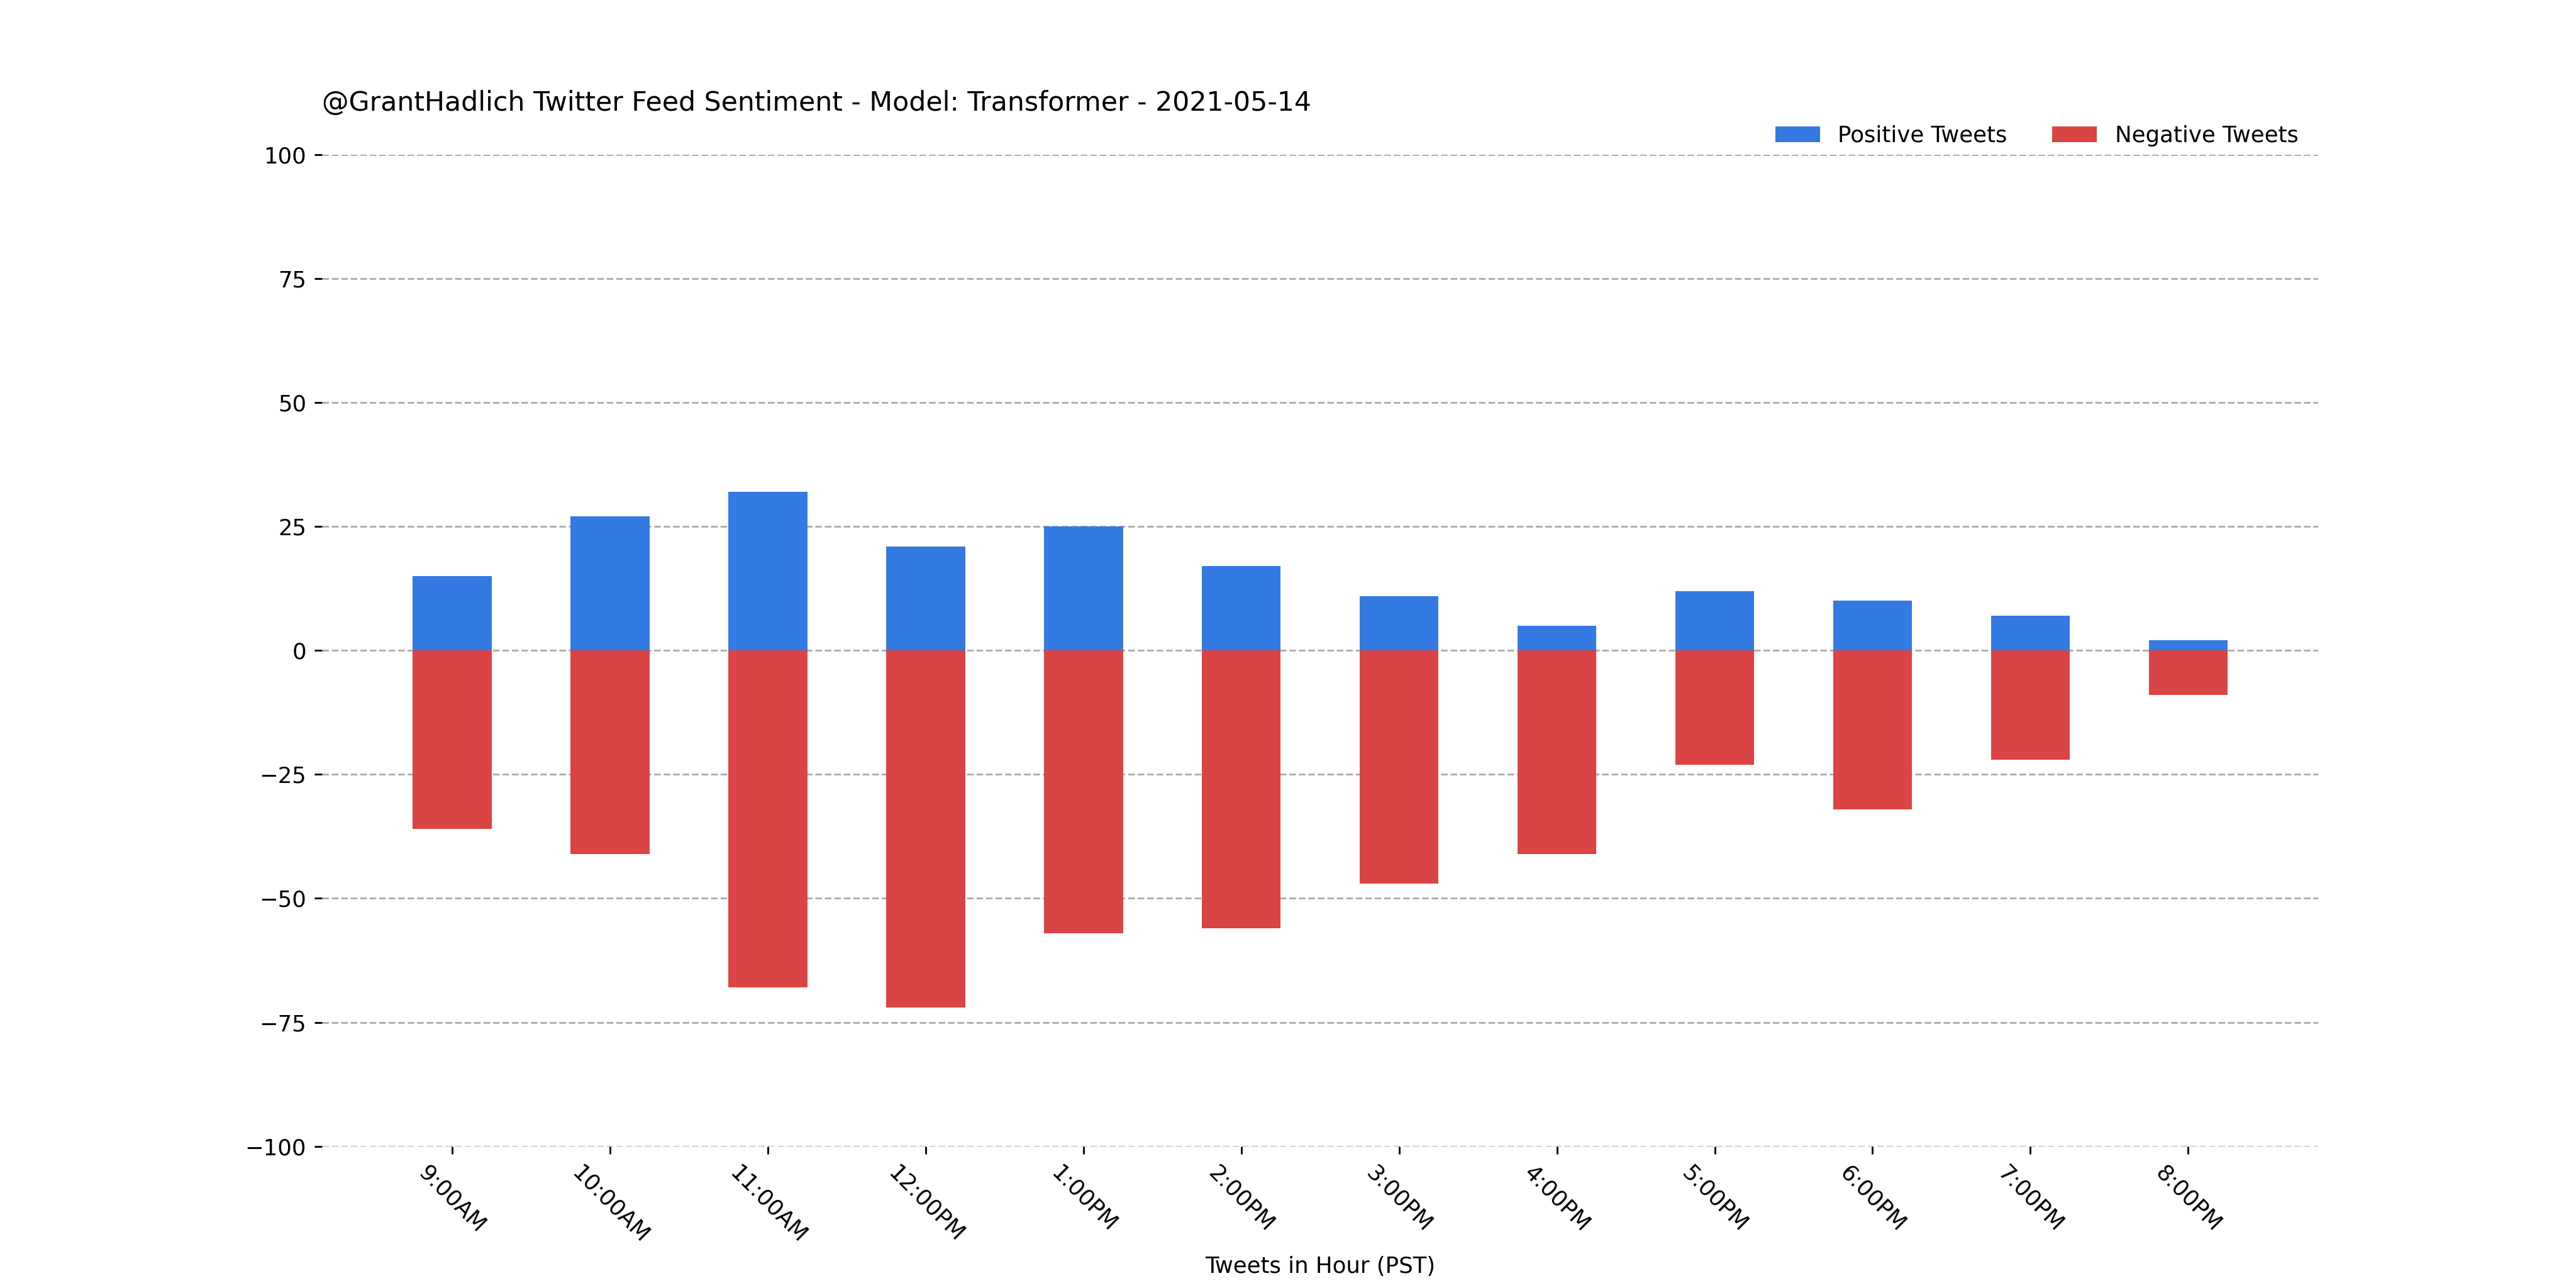 @GrantHadlich Twitter Feed Sentiment - Model: Transformer - 2021-05-14
Positive Tweets Negative Tweets
100
75
50
25
0
−25
−50
−75
−100
9:00AM 10:00AM 11:00AM 12:00PM 1:00PM 2:00PM 3:00PM 4:00PM 5:00PM 6:00PM 7:00PM 8:00PM
Tweets in Hour (PST)